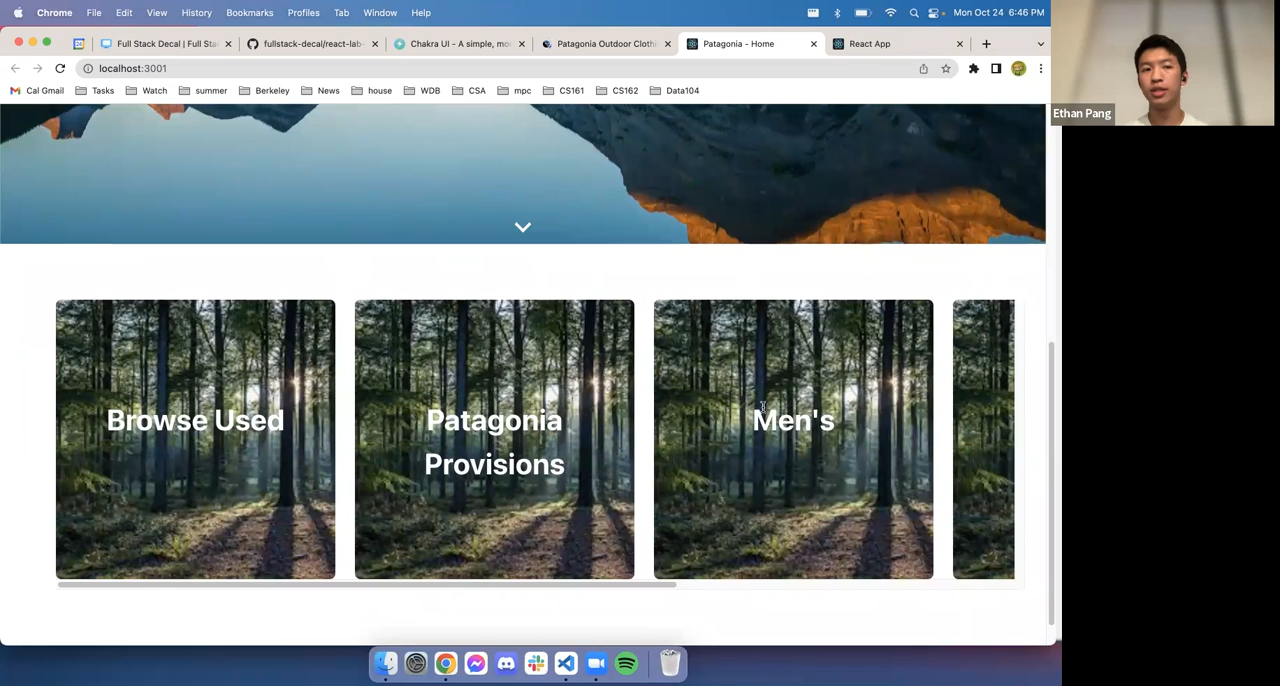 Chrome File Edit View History Bookmarks Profiles Tab Window Help Mon Oct 24 6:46 PM
Full Stack Decal | Full Sta fullstack-decal/react-lab- Chakra UI - A simple, mo Patagonia Outdoor Clothi Patagonia - Home React App
localhost:3001
Cal Gmail Tasks Watch summer Berkeley News house WDB CSA mpc CS161 CS162 Data104
Ethan Pang
Browse Used
Patagonia
Provisions
Men's